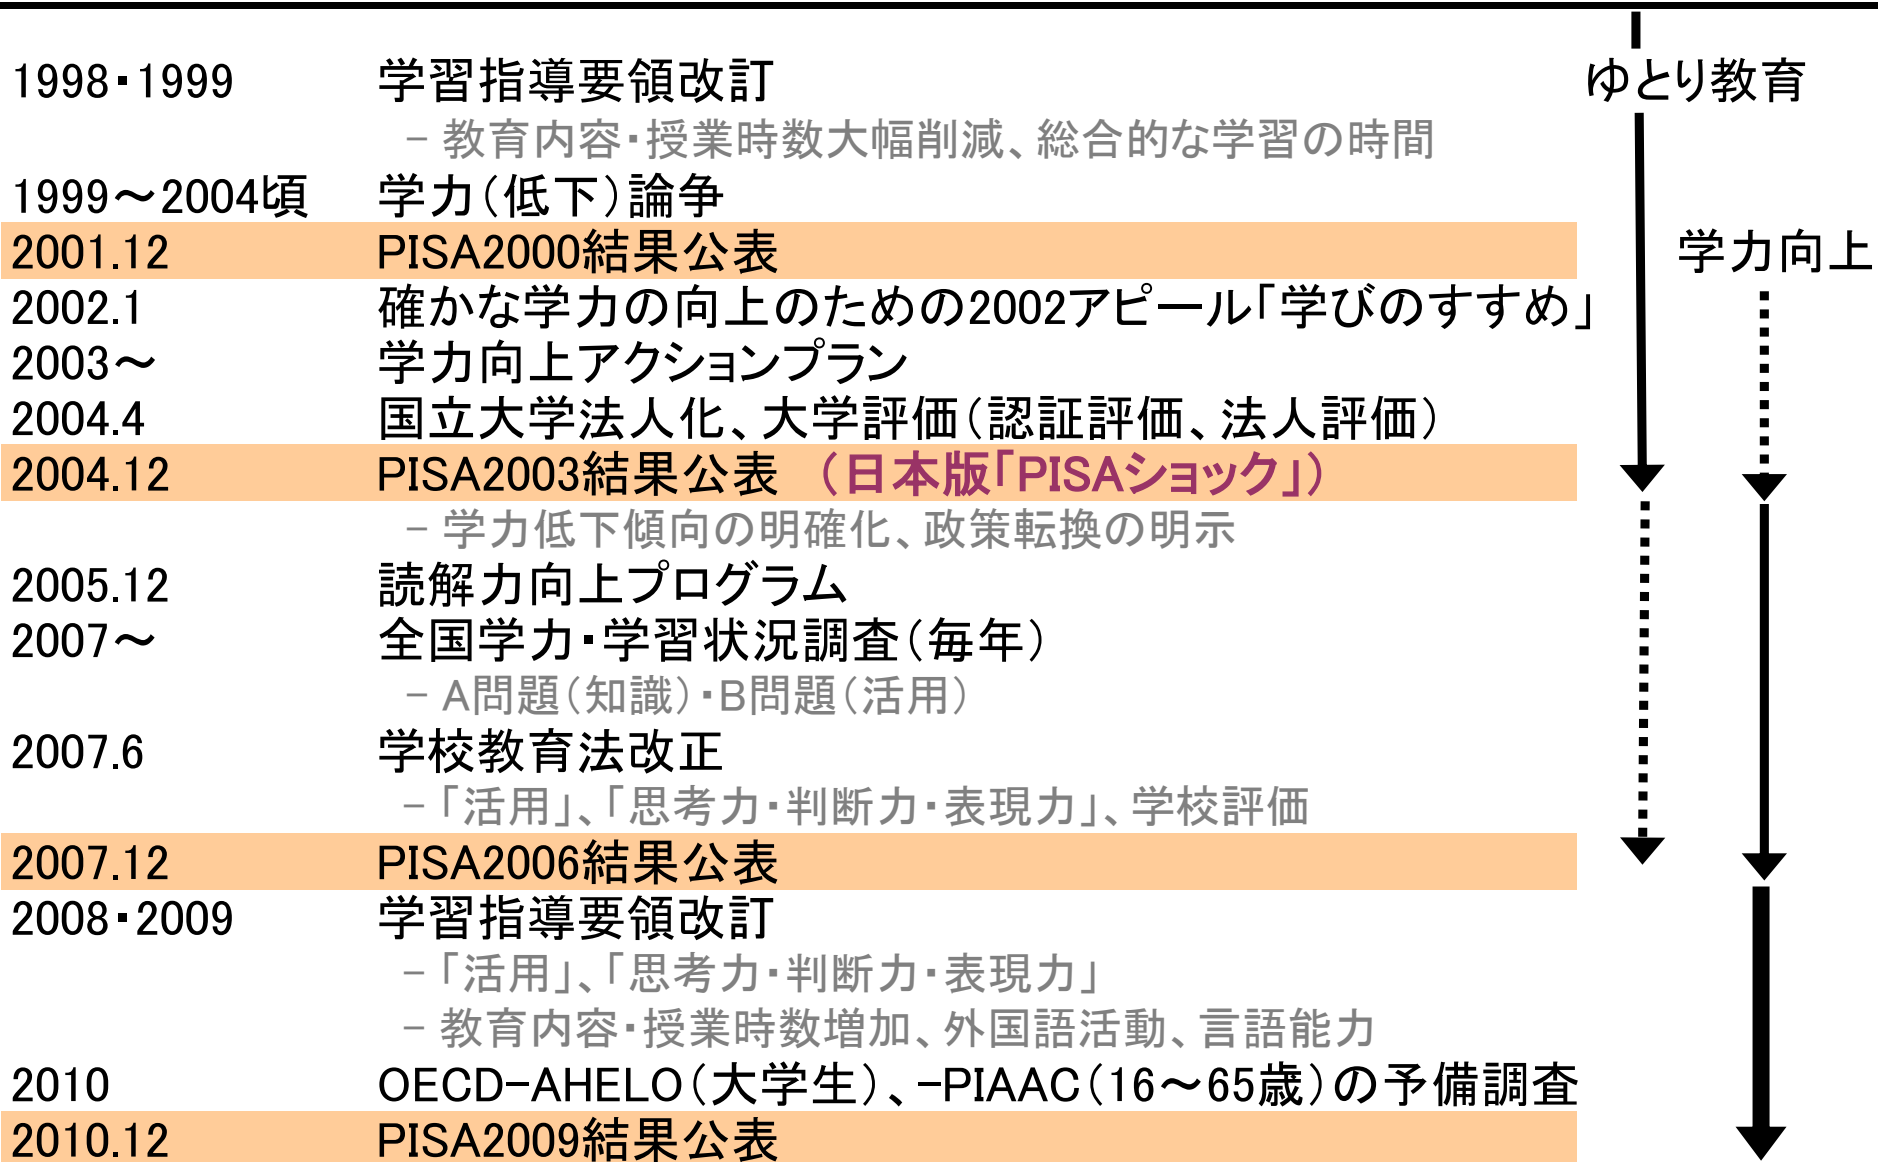 1998・1999 学習指導要領改訂 ゆとり教育
– 教育内容・授業時数大幅削減、総合的な学習の時間
1999～2004頃 学力（低下）論争
2001.12 PISA2000結果公表 学力向上
2002.1 確かな学力の向上のための2002アピール「学びのすすめ」
2003～ 学力向上アクションプラン
2004.4 国立大学法人化、大学評価（認証評価、法人評価）
2004.12 PISA2003結果公表 （日本版「PISAショック」）
– 学力低下傾向の明確化、政策転換の明示
2005.12 読解力向上プログラム
2007～ 全国学力・学習状況調査（毎年）
– A問題（知識）・B問題（活用）
2007.6 学校教育法改正
–「活用」、「思考力・判断力・表現力」、学校評価
2007.12 PISA2006結果公表
2008・2009 学習指導要領改訂
–「活用」、「思考力・判断力・表現力」
– 教育内容・授業時数増加、外国語活動、言語能力
2010 OECD-AHELO（大学生）、-PIAAC（16～65歳）の予備調査
2010.12 PISA2009結果公表